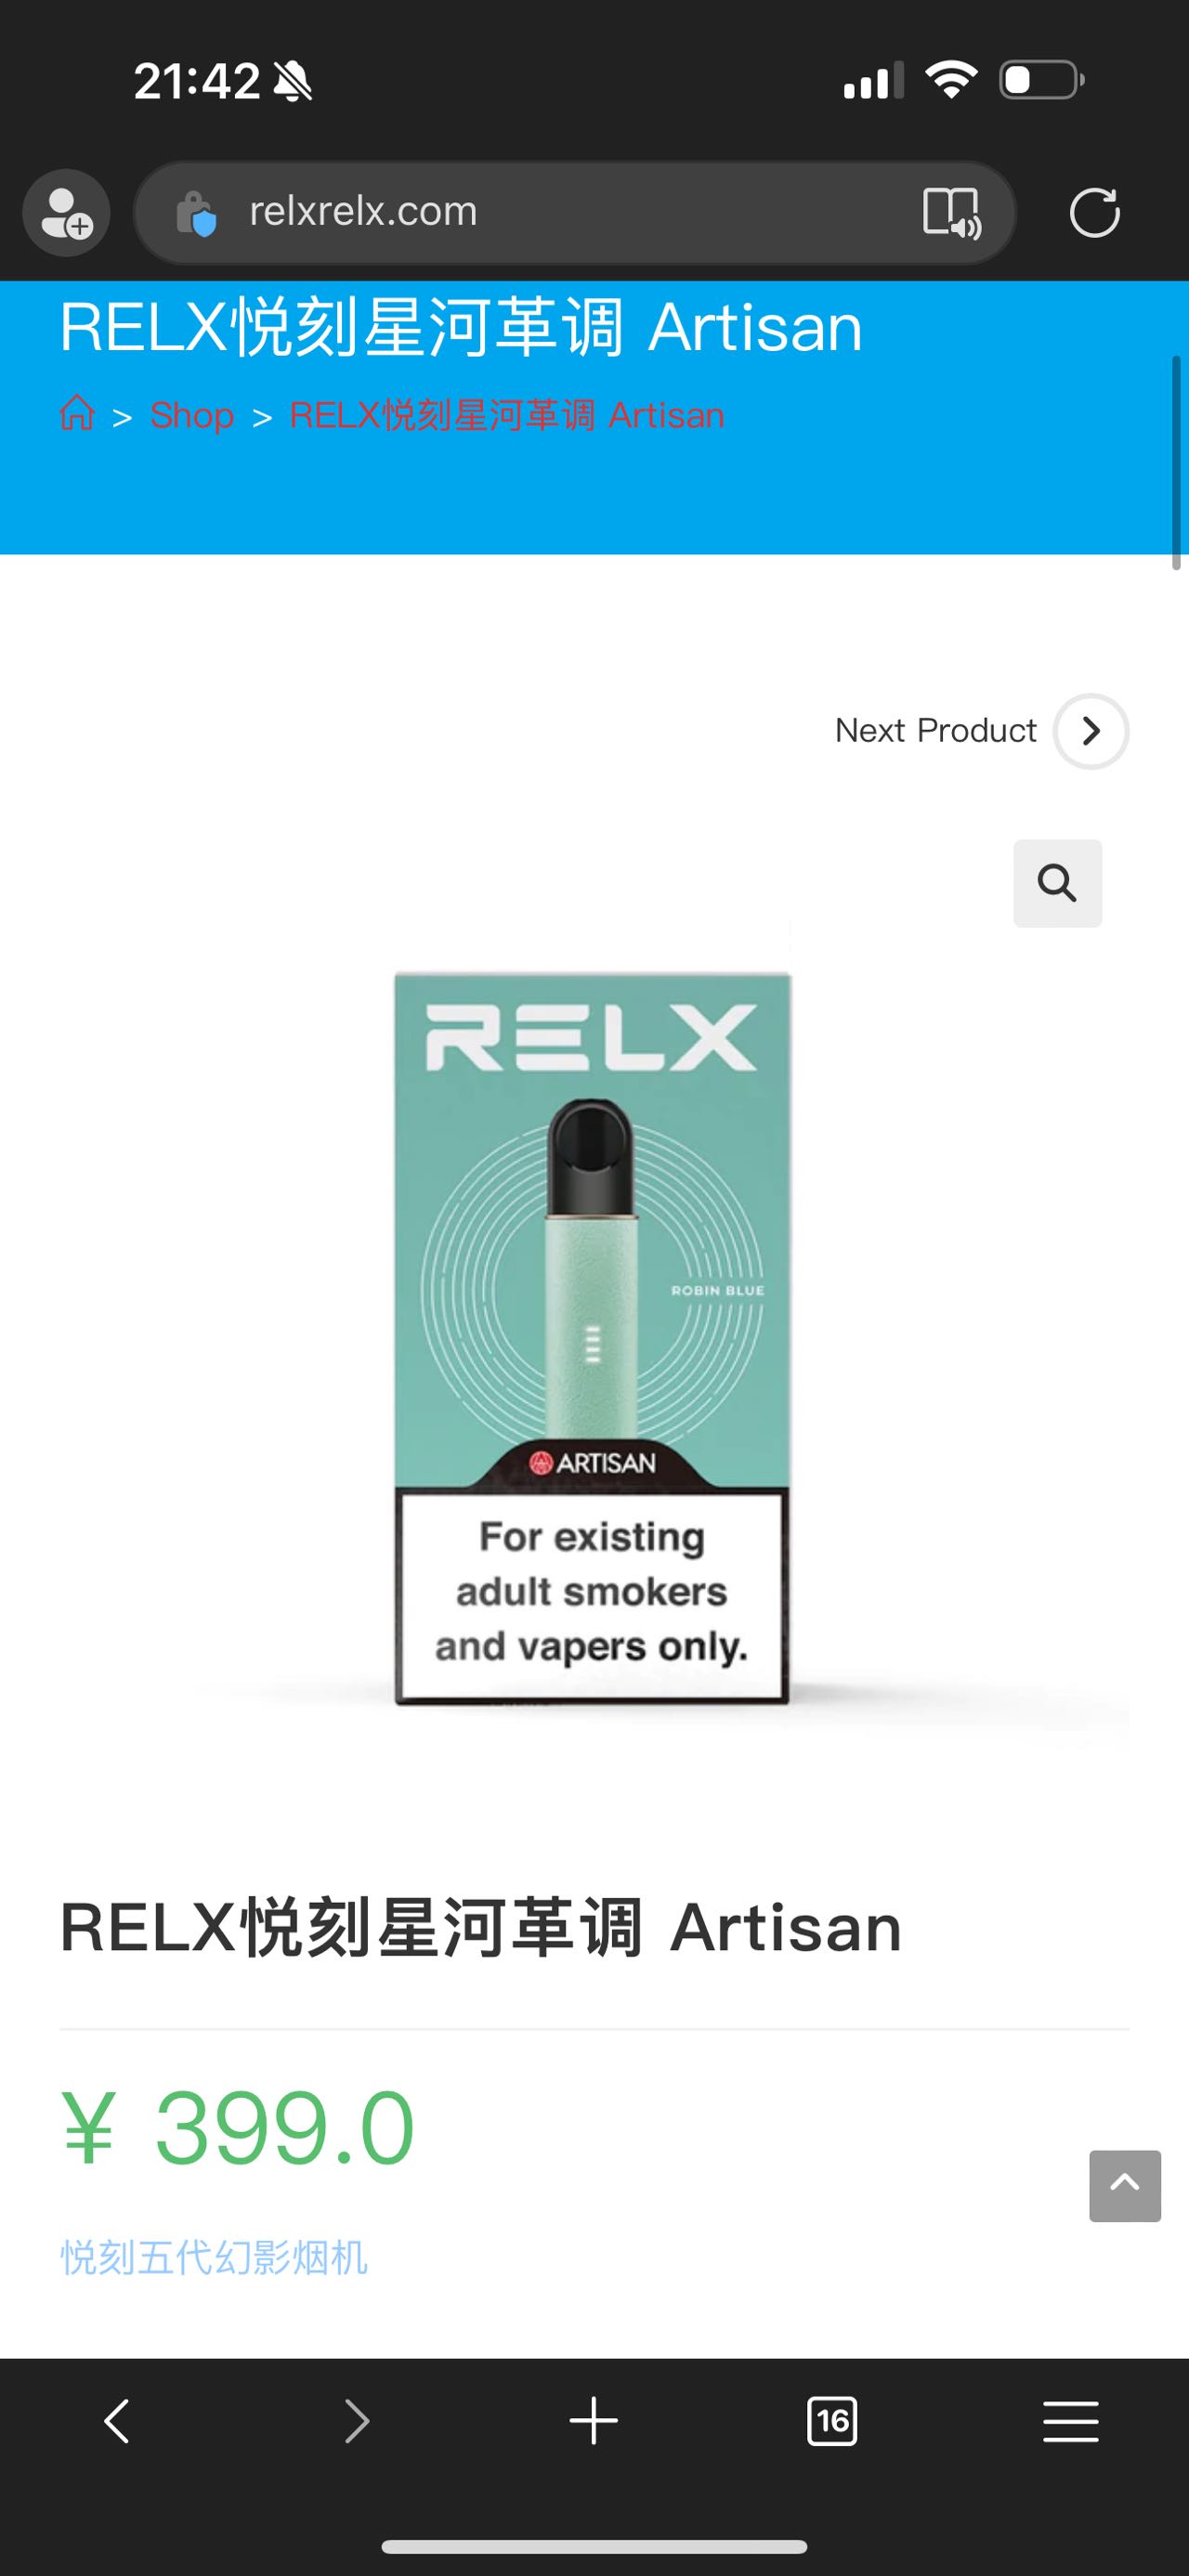 21:42
relxrelx.com
RELX悦刻星河革调 Artisan
> Shop > RELX悦刻星河革调 Artisan
Next Product
RELX
ROBIN BLUE
ARTISAN
For existing
adult smokers
and vapers only.
RELX悦刻星河革调 Artisan
¥ 399.0
悦刻五代幻影烟机
16